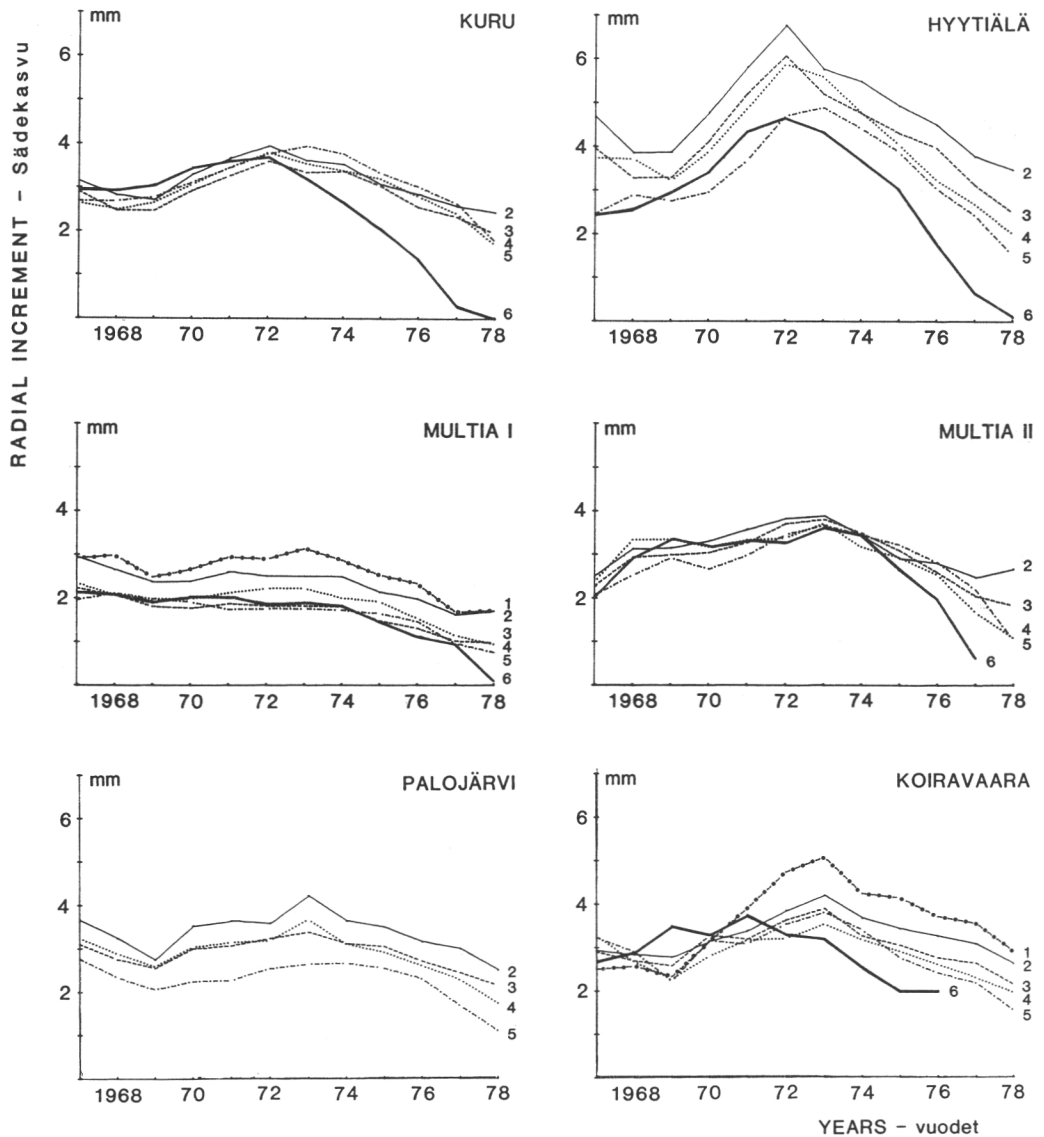 RADIAL INCREMENT – Sädekasvu
mm
KURU
6
4
2
2
3
4
5
6
1968 70 72 74 76 78
mm
HYYTIÄLÄ
6
4
2
2
3
4
5
6
1968 70 72 74 76 78
mm
MULTIA I
4
2
1
2
3
4
5
6
1968 70 72 74 76 78
mm
MULTIA II
4
2
2
3
4
5
6
1968 70 72 74 76 78
mm
PALOJÄRVI
6
4
2
2
3
4
5
1968 70 72 74 76 78
mm
KOIRAVAARA
6
4
2
1
2
3
4
5
6
1968 70 72 74 76 78
YEARS – vuodet